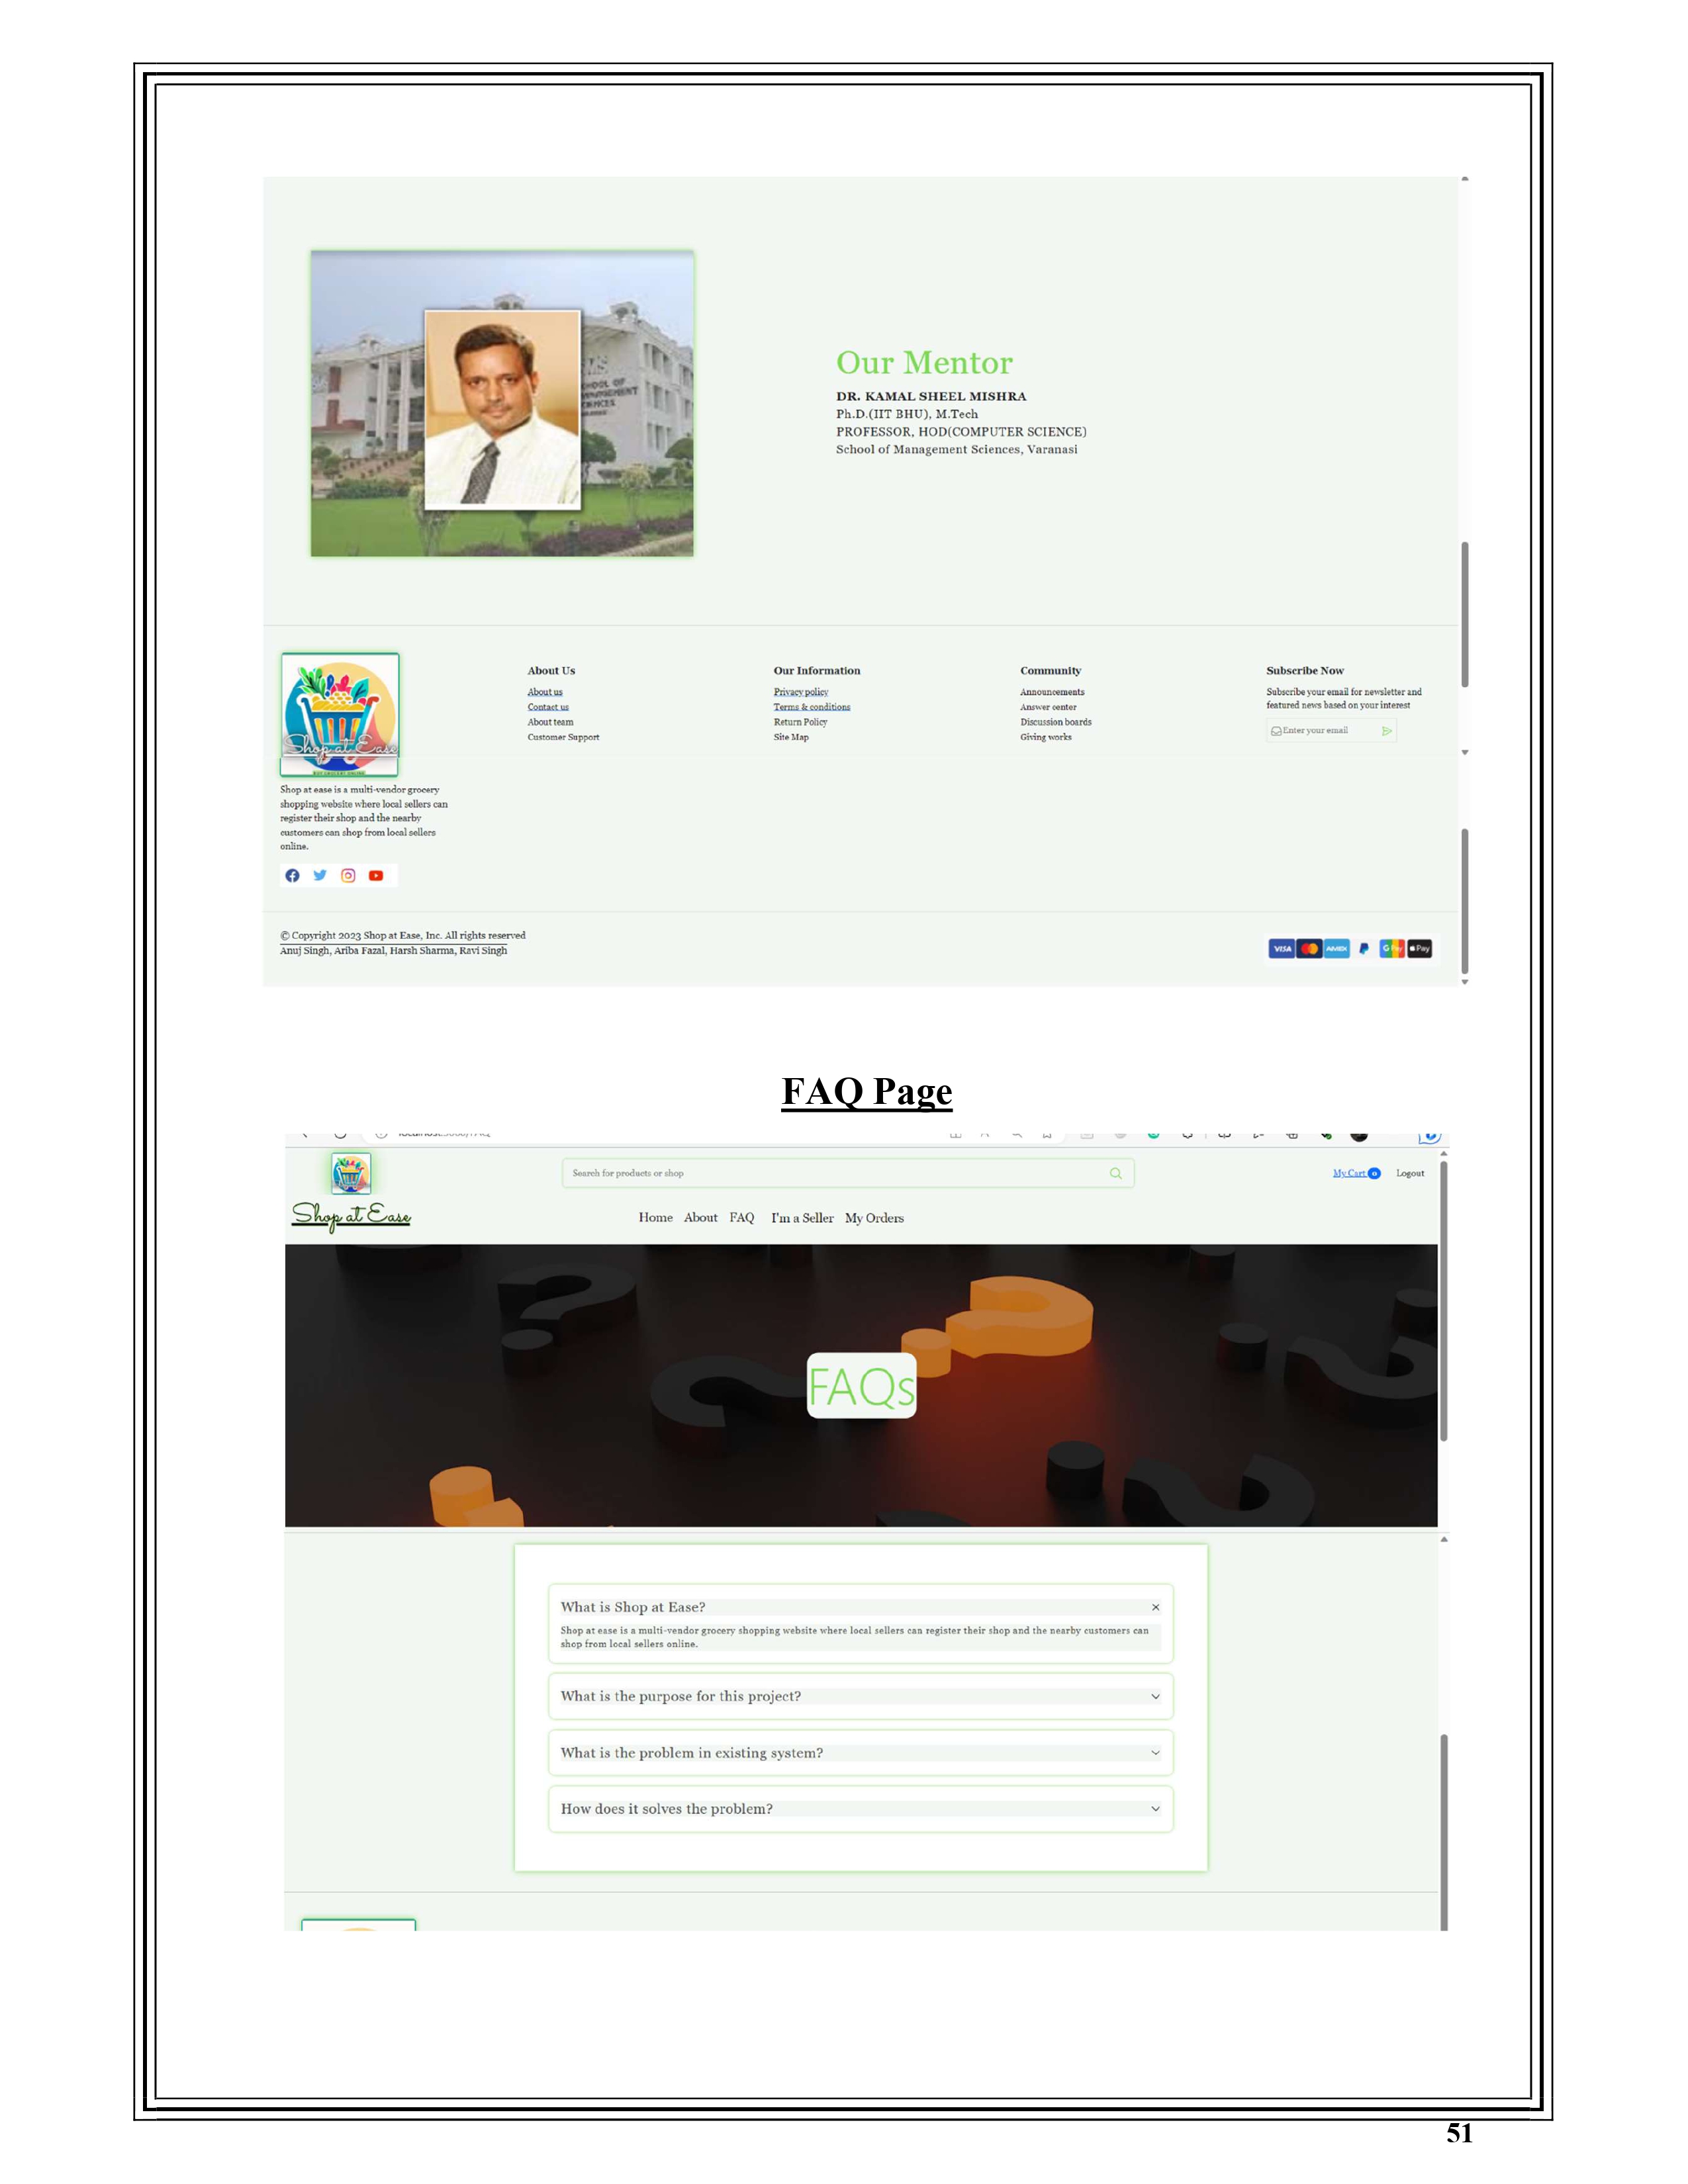 SCHOOL OF
MANAGEMENT
SCIENCES
Our Mentor
DR. KAMAL SHEEL MISHRA
Ph.D.(IIT BHU), M.Tech
PROFESSOR, HOD(COMPUTER SCIENCE)
School of Management Sciences, Varanasi
Shop at Ease
BUY GROCERY ONLINE
Shop at ease is a multi-vendor grocery
shopping website where local sellers can
register their shop and the nearby
customers can shop from local sellers
online.
About Us
About us
Contact us
About team
Customer Support
Our Information
Privacy policy
Terms & conditions
Return Policy
Site Map
Community
Announcements
Answer center
Discussion boards
Giving works
Subscribe Now
Subscribe your email for newsletter and
featured news based on your interest
Enter your email
© Copyright 2023 Shop at Ease, Inc. All rights reserved
Anuj Singh, Ariba Fazal, Harsh Sharma, Ravi Singh
VISA AMEX G Pay Pay
FAQ Page
Search for products or shop
My Cart 0 Logout
Shop at Ease
Home About FAQ I'm a Seller My Orders
FAQs
What is Shop at Ease?
Shop at ease is a multi-vendor grocery shopping website where local sellers can register their shop and the nearby customers can
shop from local sellers online.
What is the purpose for this project?
What is the problem in existing system?
How does it solves the problem?
51